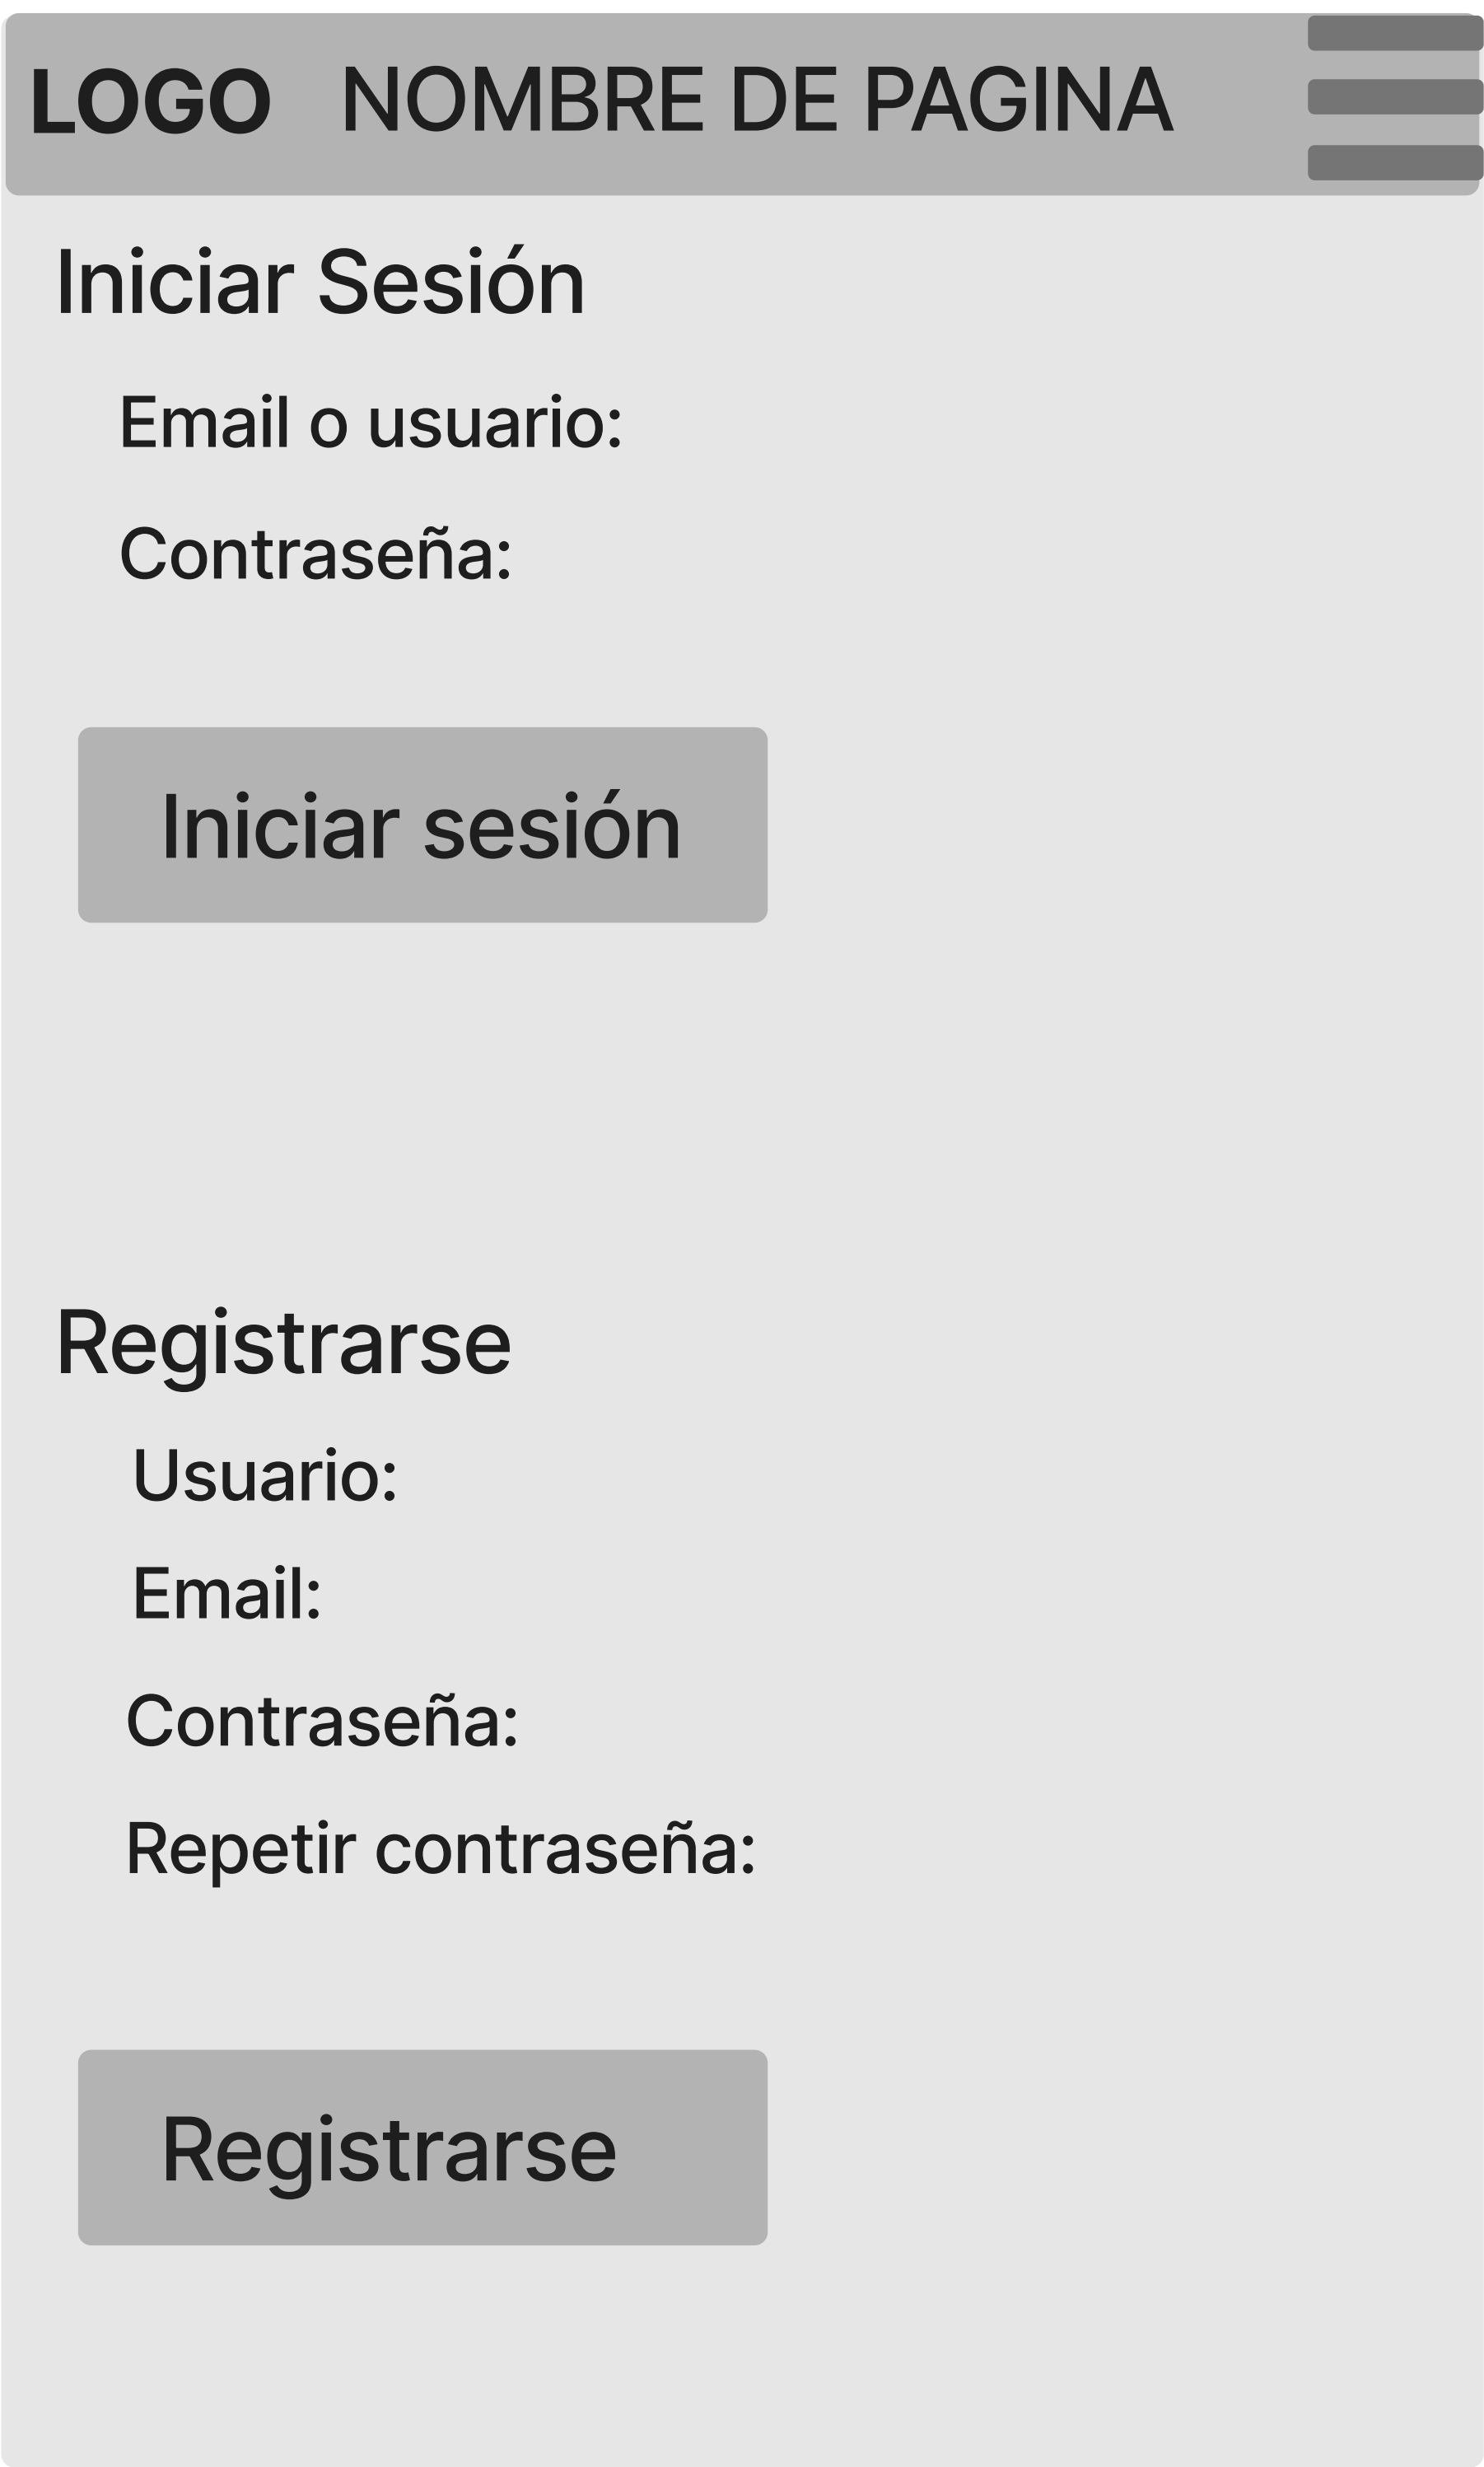 LOGO NOMBRE DE PAGINA
Iniciar Sesión
Email o usuario:
Contraseña:
Iniciar sesión
Registrarse
Usuario:
Email:
Contraseña:
Repetir contraseña:
Registrarse